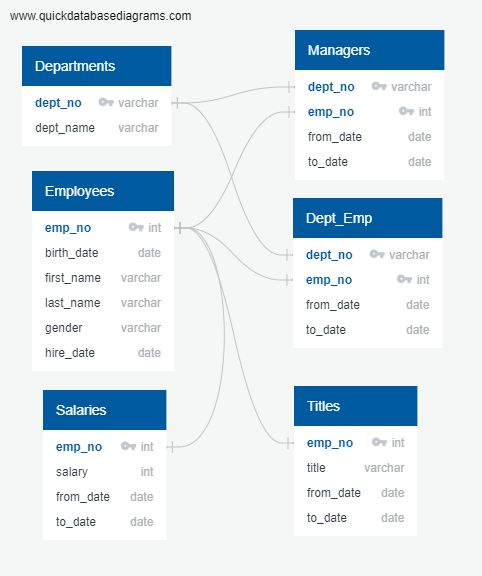 www.quickdatabasediagrams.com
Departments
dept_no varchar
dept_name varchar
Managers
dept_no varchar
emp_no int
from_date date
to_date date
Employees
emp_no int
birth_date date
first_name varchar
last_name varchar
gender varchar
hire_date date
Dept_Emp
dept_no varchar
emp_no int
from_date date
to_date date
Salaries
emp_no int
salary int
from_date date
to_date date
Titles
emp_no int
title varchar
from_date date
to_date date